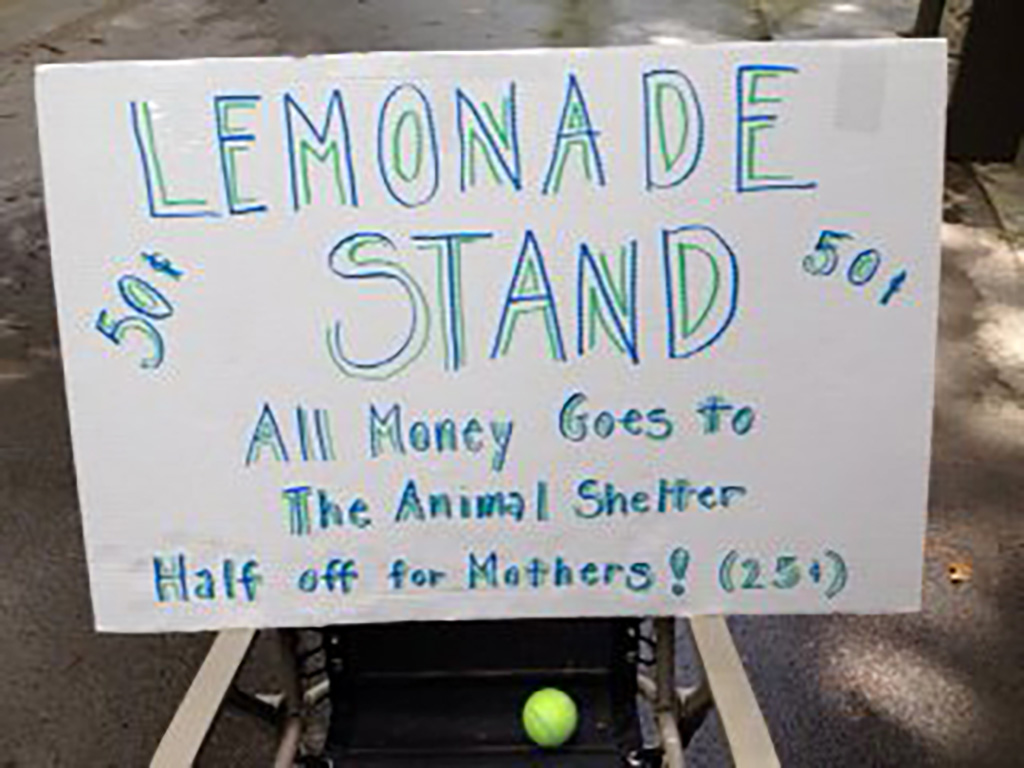 LEMONADE
50¢ STAND 50¢
All Money Goes to
The Animal Shelter
Half off for Mothers! (25¢)